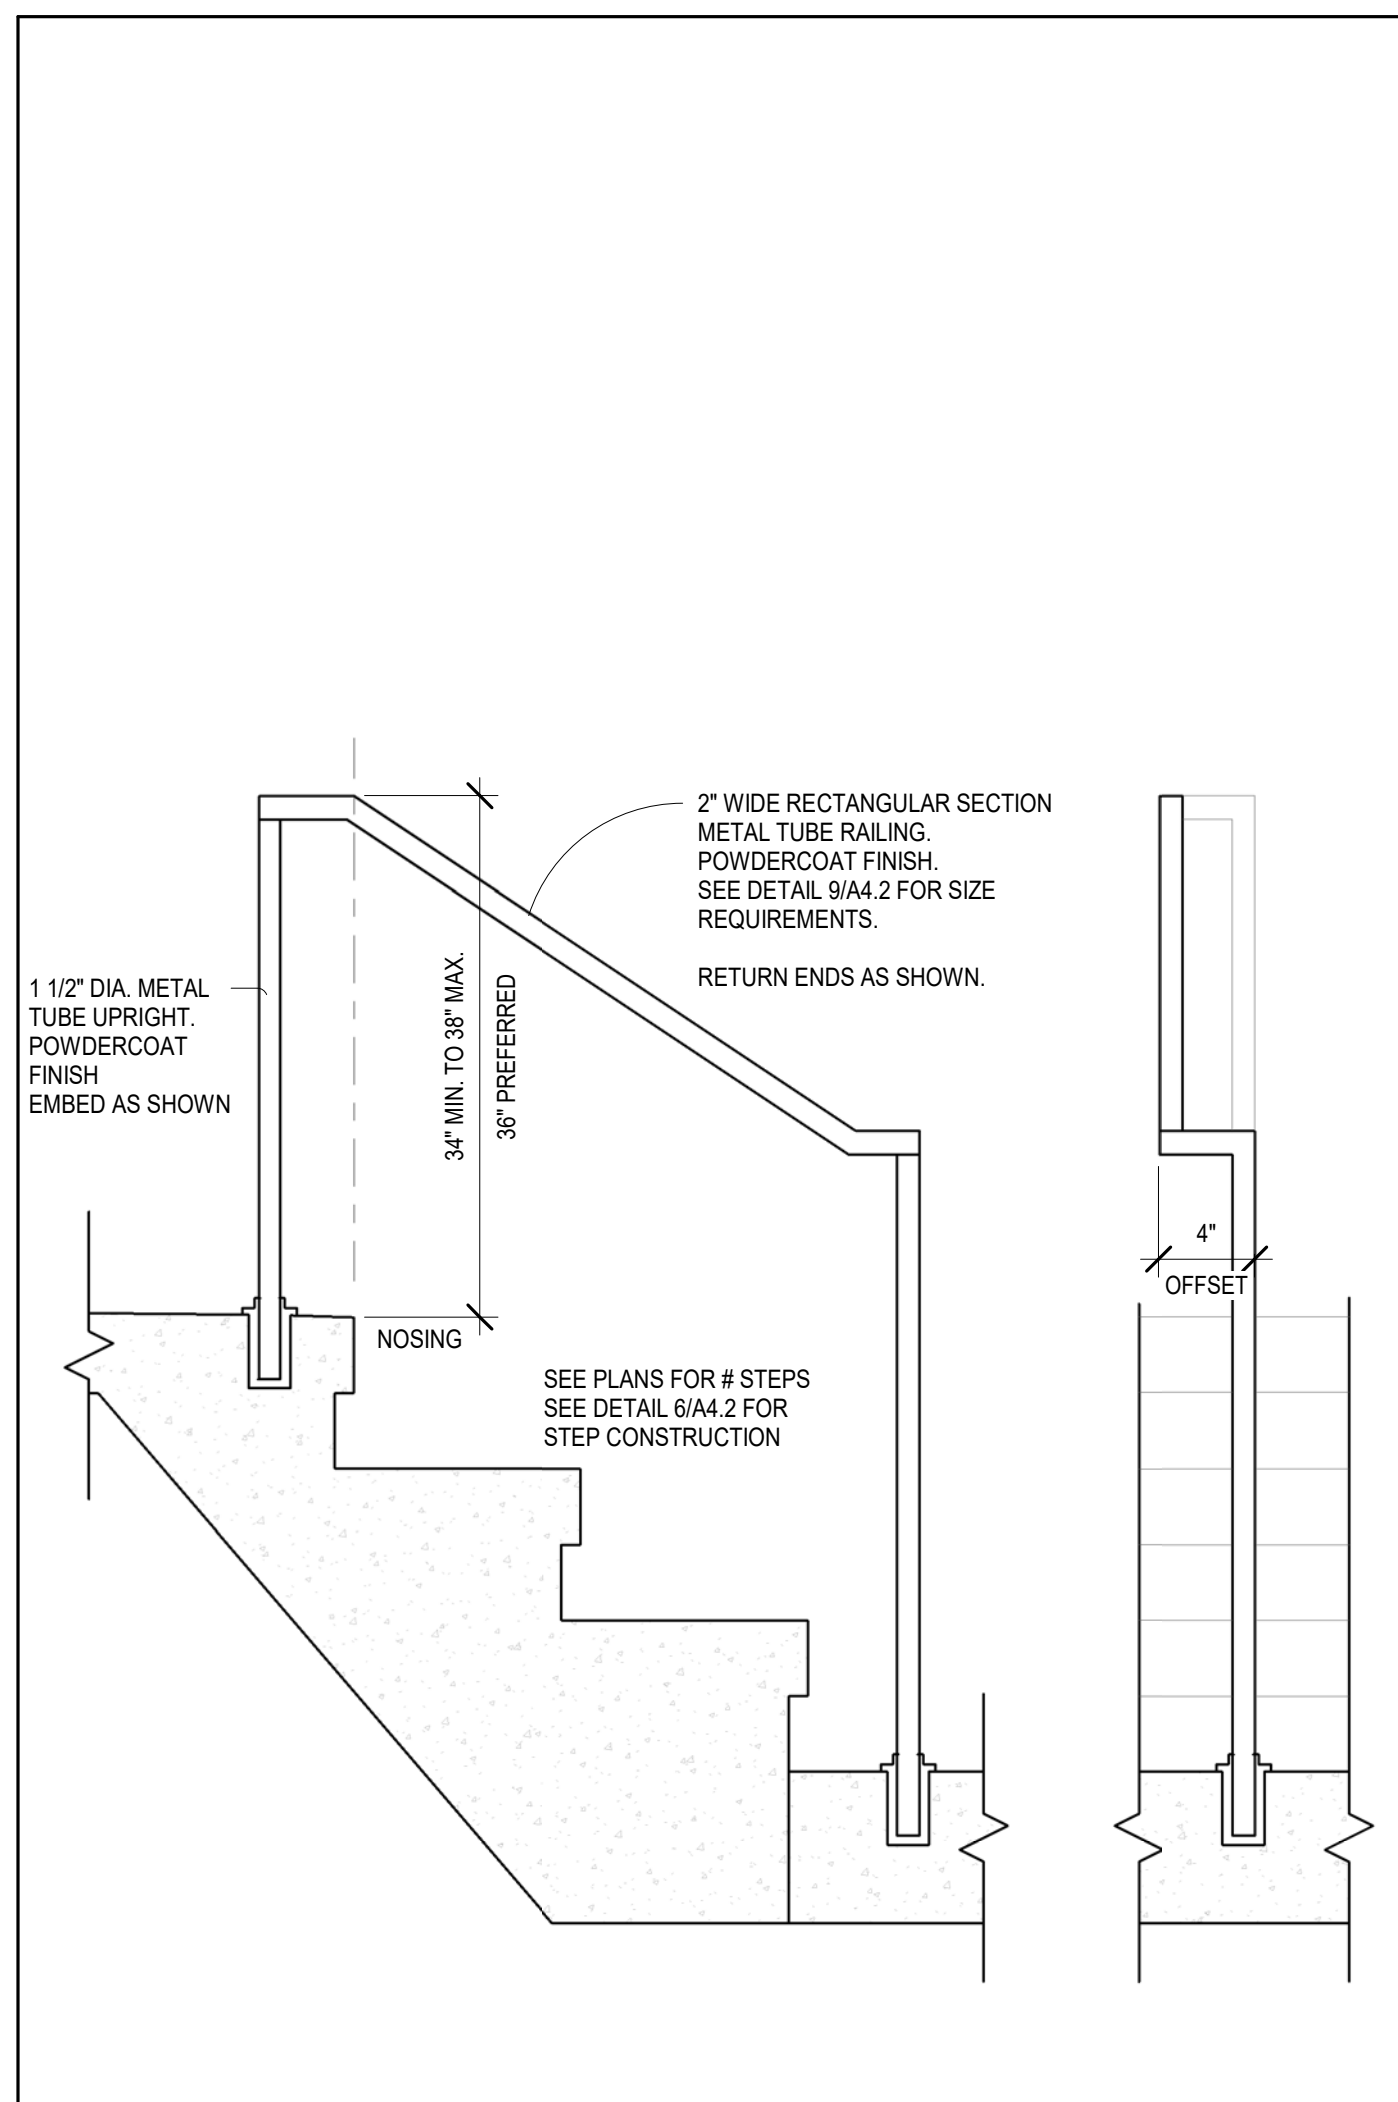 2" WIDE RECTANGULAR SECTION
METAL TUBE RAILING.
POWDERCOAT FINISH.
SEE DETAIL 9/A4.2 FOR SIZE
REQUIREMENTS.
RETURN ENDS AS SHOWN.
1 1/2" DIA. METAL
TUBE UPRIGHT.
POWDERCOAT
FINISH
EMBED AS SHOWN
34" MIN. TO 38" MAX.
36" PREFERRED
4"
OFFSET
NOSING
SEE PLANS FOR # STEPS
SEE DETAIL 6/A4.2 FOR
STEP CONSTRUCTION